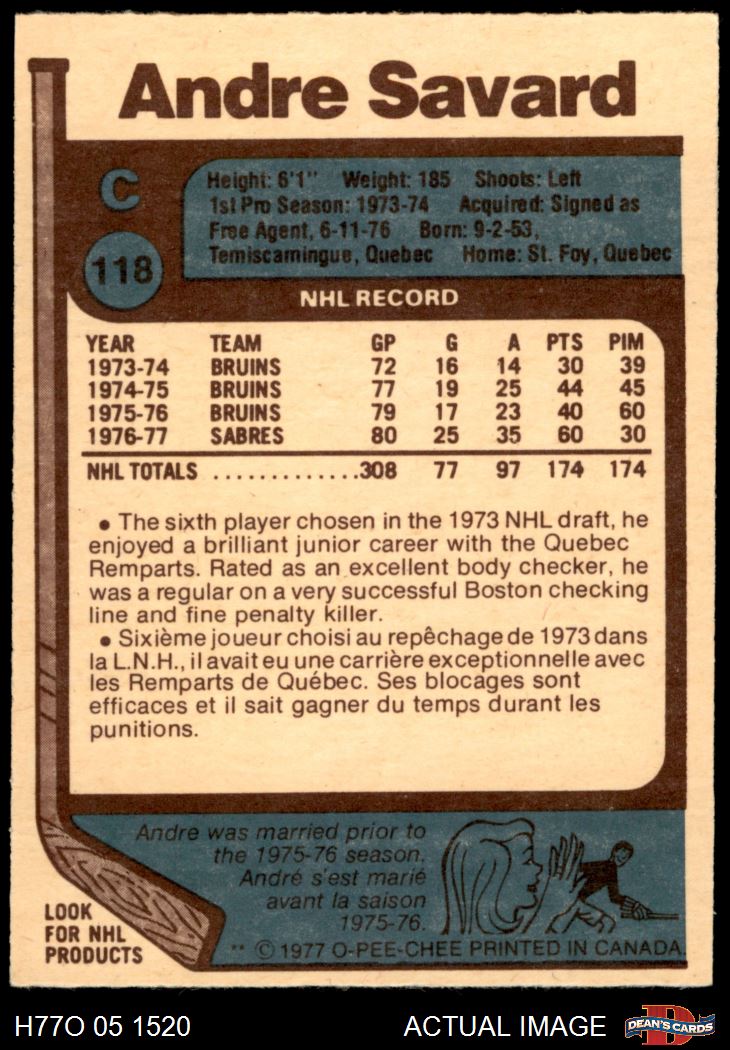 Andre Savard
C
118
Height: 6'1" Weight: 185 Shoots: Left
1st Pro Season: 1973-74 Acquired: Signed as
Free Agent, 6-11-76 Born: 9-2-53,
Temiscamingue, Quebec Home: St. Foy, Quebec
NHL RECORD
YEAR TEAM GP G A PTS PIM
1973-74 BRUINS 72 16 14 30 39
1974-75 BRUINS 77 19 25 44 45
1975-76 BRUINS 79 17 23 40 60
1976-77 SABRES 80 25 35 60 30
NHL TOTALS ..............308 77 97 174 174
• The sixth player chosen in the 1973 NHL draft, he
enjoyed a brilliant junior career with the Quebec
Remparts. Rated as an excellent body checker, he
was a regular on a very successful Boston checking
line and fine penalty killer.
• Sixième joueur choisi au repêchage de 1973 dans
la L.N.H., il avait eu une carrière exceptionnelle avec
les Remparts de Québec. Ses blocages sont
efficaces et il sait gagner du temps durant les
punitions.
Andre was married prior to
the 1975-76 season.
André s'est marié
avant la saison
1975-76.
LOOK
FOR NHL
PRODUCTS
** © 1977 O-PEE-CHEE PRINTED IN CANADA.
H77O 05 1520
ACTUAL IMAGE
D
DEAN'S CARDS